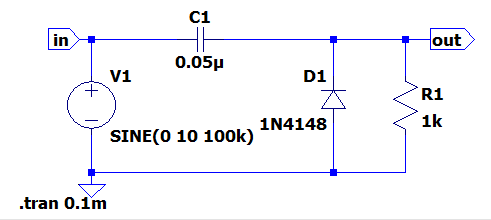 C1
in
out
0.05µ
V1
D1
R1
1N4148
1k
SINE(0 10 100k)
.tran 0.1m